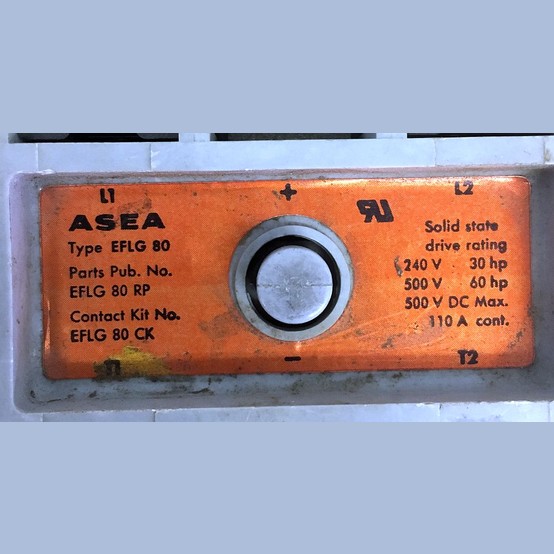 L1 + L2
ASEA
Type EFLG 80
Parts Pub. No.
EFLG 80 RP
Contact Kit No.
EFLG 80 CK
RU
Solid state
drive rating
240 V 30 hp
500 V 60 hp
500 V DC Max.
110 A cont.
T1 − T2